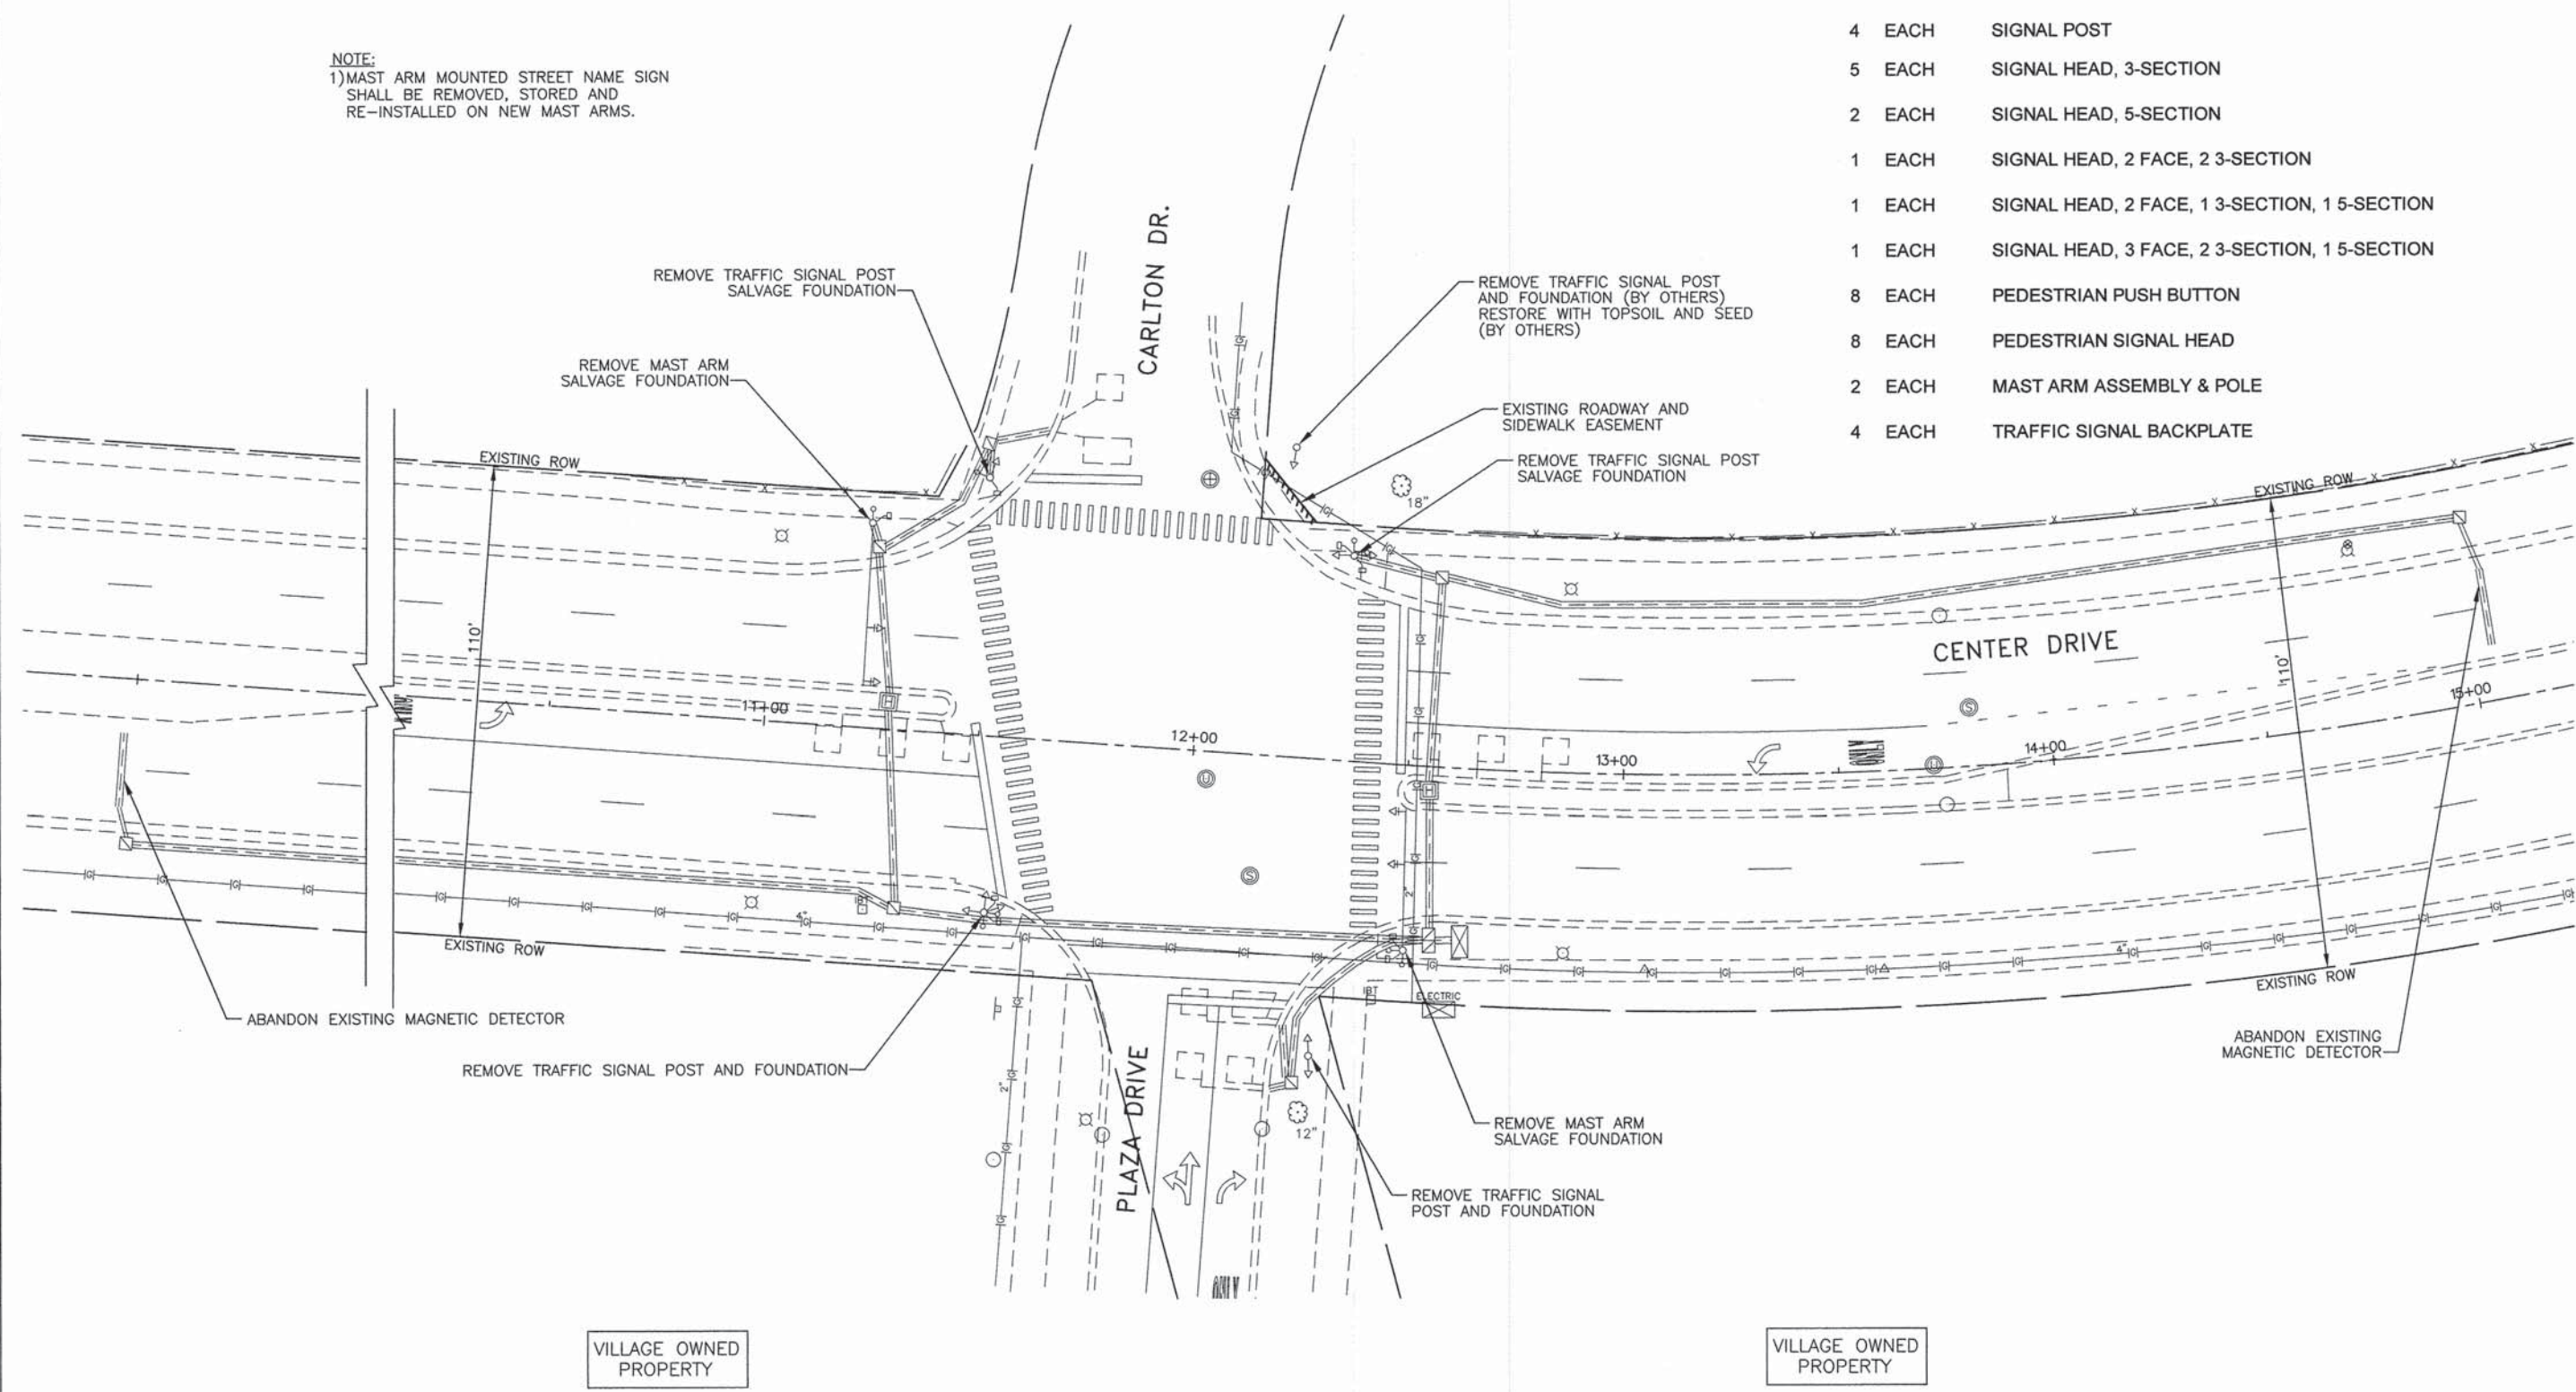 NOTE:
1)MAST ARM MOUNTED STREET NAME SIGN
SHALL BE REMOVED, STORED AND
RE-INSTALLED ON NEW MAST ARMS.
4 EACH SIGNAL POST
5 EACH SIGNAL HEAD, 3-SECTION
2 EACH SIGNAL HEAD, 5-SECTION
1 EACH SIGNAL HEAD, 2 FACE, 2 3-SECTION
1 EACH SIGNAL HEAD, 2 FACE, 1 3-SECTION, 1 5-SECTION
1 EACH SIGNAL HEAD, 3 FACE, 2 3-SECTION, 1 5-SECTION
8 EACH PEDESTRIAN PUSH BUTTON
8 EACH PEDESTRIAN SIGNAL HEAD
2 EACH MAST ARM ASSEMBLY & POLE
4 EACH TRAFFIC SIGNAL BACKPLATE
CARLTON DR.
REMOVE TRAFFIC SIGNAL POST
SALVAGE FOUNDATION
REMOVE MAST ARM
SALVAGE FOUNDATION
REMOVE TRAFFIC SIGNAL POST
AND FOUNDATION (BY OTHERS)
RESTORE WITH TOPSOIL AND SEED
(BY OTHERS)
EXISTING ROADWAY AND
SIDEWALK EASEMENT
REMOVE TRAFFIC SIGNAL POST
SALVAGE FOUNDATION
18"
EXISTING ROW
EXISTING ROW
110'
110'
CENTER DRIVE
ONLY
11+00
12+00
13+00
ONLY
14+00
15+00
H
H
U
U
S
S
4"
IBT
2"
4"
EXISTING ROW
EXISTING ROW
IBT
ELECTRIC
ABANDON EXISTING MAGNETIC DETECTOR
REMOVE TRAFFIC SIGNAL POST AND FOUNDATION
ABANDON EXISTING
MAGNETIC DETECTOR
2"
PLAZA DRIVE
12"
REMOVE MAST ARM
SALVAGE FOUNDATION
REMOVE TRAFFIC SIGNAL
POST AND FOUNDATION
ONLY
VILLAGE OWNED
PROPERTY
VILLAGE OWNED
PROPERTY